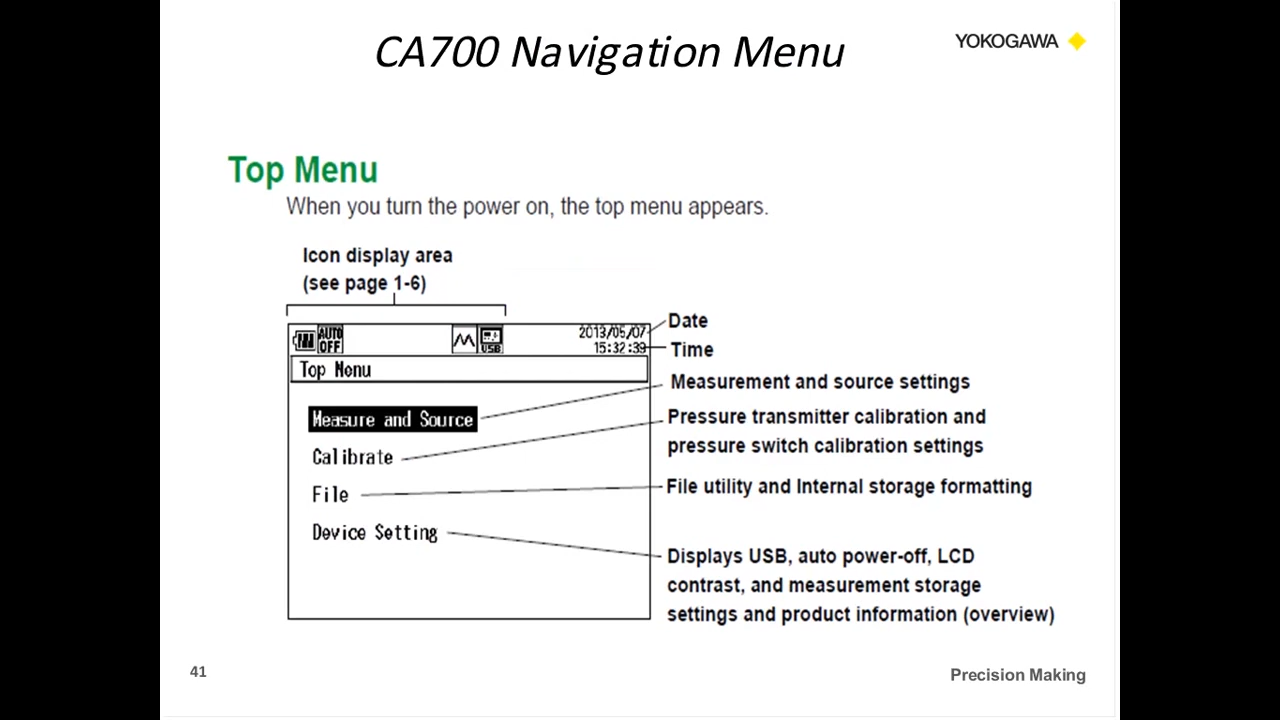 CA700 Navigation Menu
YOKOGAWA
Top Menu
When you turn the power on, the top menu appears.
Icon display area
(see page 1-6)
AUTO
OFF
USB
2013/05/07
15:32:39
Date
Time
Top Menu
Measurement and source settings
Measure and Source
Pressure transmitter calibration and
pressure switch calibration settings
Calibrate
File utility and Internal storage formatting
File
Device Setting
Displays USB, auto power-off, LCD
contrast, and measurement storage
settings and product information (overview)
41
Precision Making